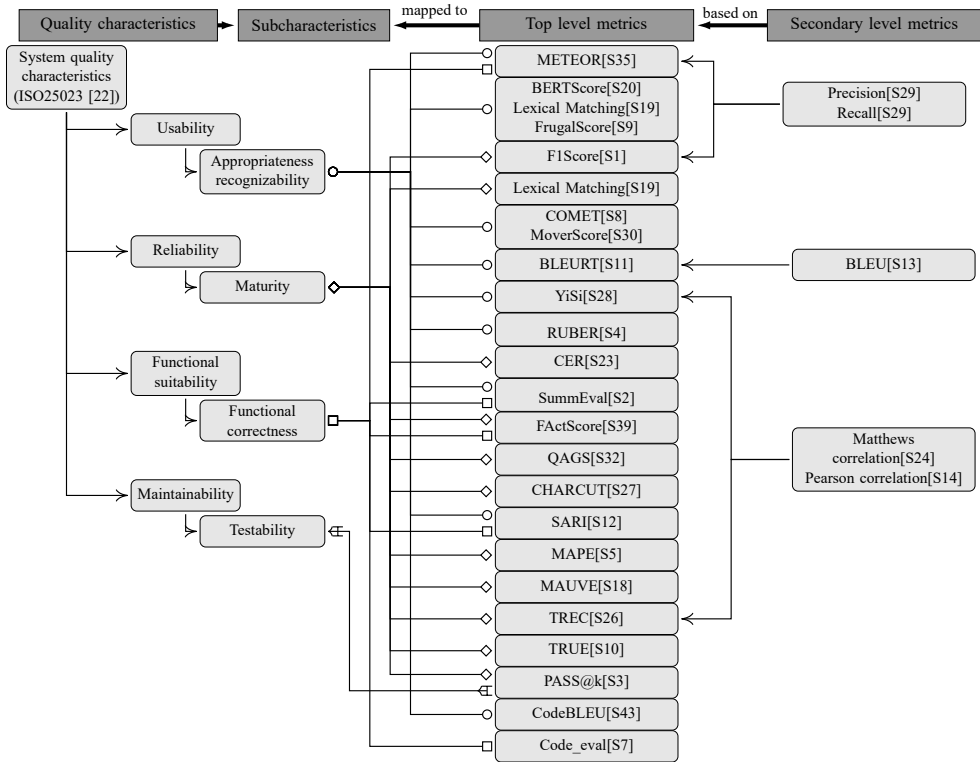 Quality characteristics
Subcharacteristics
mapped to
Top level metrics
based on
Secondary level metrics
System quality
characteristics
(ISO25023 [22])
Usability
Appropriateness
recognizability
Reliability
Maturity
Functional
suitability
Functional
correctness
Maintainability
Testability
METEOR[S35]
BERTScore[S20]
Lexical Matching[S19]
FrugalScore[S9]
F1Score[S1]
Lexical Matching[S19]
COMET[S8]
MoverScore[S30]
BLEURT[S11]
YiSi[S28]
RUBER[S4]
CER[S23]
SummEval[S2]
FActScore[S39]
QAGS[S32]
CHARCUT[S27]
SARI[S12]
MAPE[S5]
MAUVE[S18]
TREC[S26]
TRUE[S10]
PASS@k[S3]
CodeBLEU[S43]
Code_eval[S7]
Precision[S29]
Recall[S29]
BLEU[S13]
Matthews
correlation[S24]
Pearson correlation[S14]